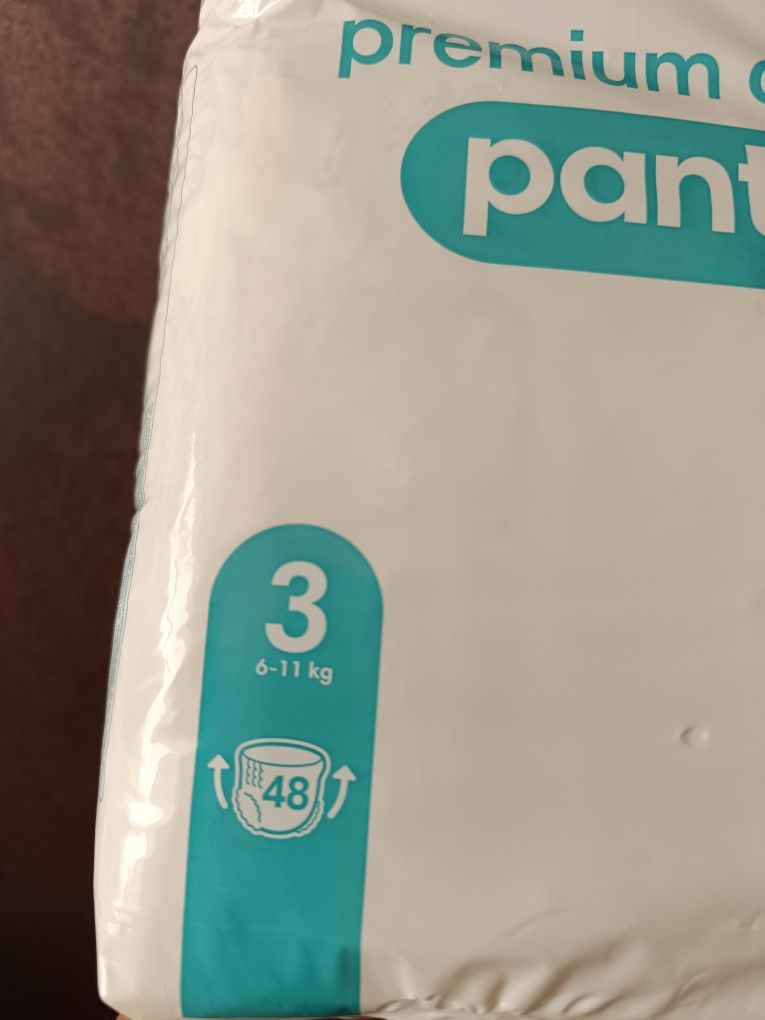 premium
pant
3
6-11 kg
48